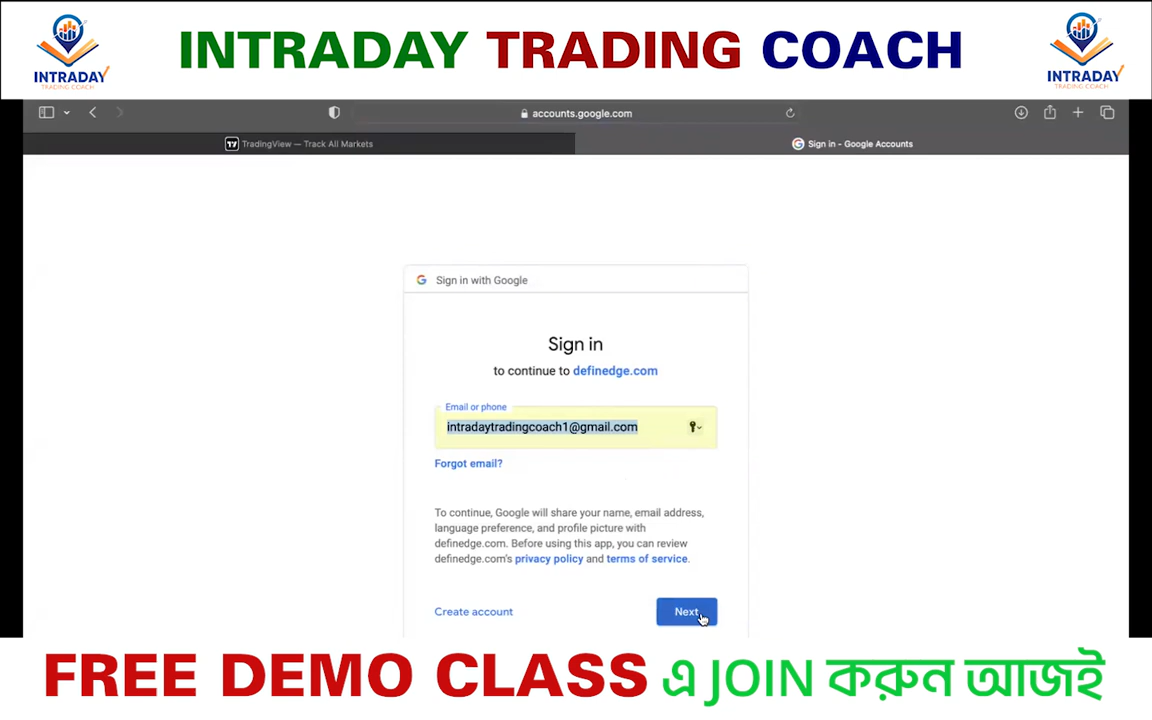 INTRADAY TRADING COACH
INTRADAY
TRADING COACH
INTRADAY
TRADING COACH
accounts.google.com
TradingView — Track All Markets
Sign in - Google Accounts
Sign in with Google
Sign in
to continue to definedge.com
Email or phone
intradaytradingcoach1@gmail.com
Forgot email?
To continue, Google will share your name, email address,
language preference, and profile picture with
definedge.com. Before using this app, you can review
definedge.com's privacy policy and terms of service.
Create account
Next
FREE DEMO CLASS এ JOIN করুন আজই